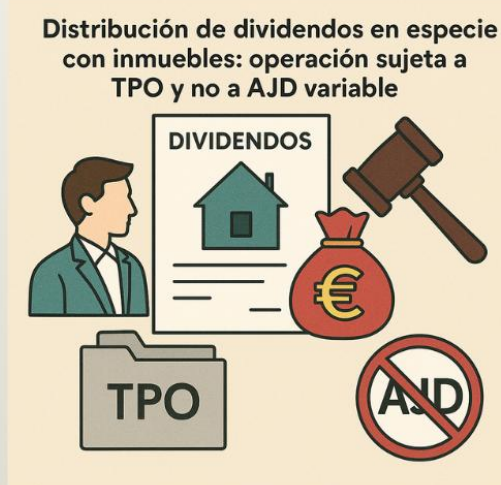 Distribución de dividendos en especie
con inmuebles: operación sujeta a
TPO y no a AJD variable
DIVIDENDOS
€
TPO
AJD